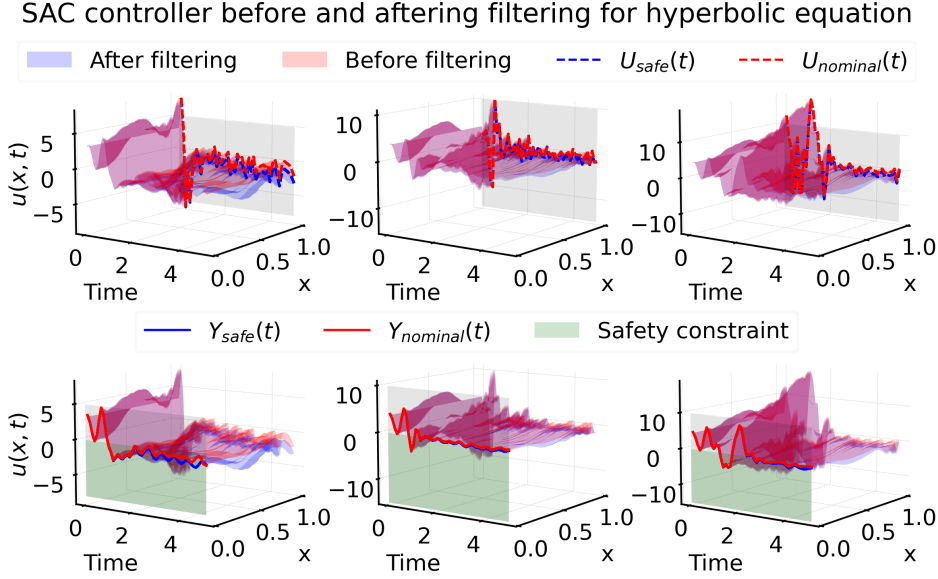 SAC controller before and aftering filtering for hyperbolic equation
After filtering Before filtering U_safe(t) U_nominal(t)
u(x, t) 5 0 −5 0 2 4 Time 0.0 0.5 1.0 x
10 0 −10 0 2 4 Time 0.0 0.5 1.0 x
10 0 −10 0 2 4 Time 0.0 0.5 1.0 x
Y_safe(t) Y_nominal(t) Safety constraint
u(x, t) 5 0 −5 0 2 4 Time 0.0 0.5 1.0 x
10 0 −10 0 2 4 Time 0.0 0.5 1.0 x
10 0 −10 0 2 4 Time 0.0 0.5 1.0 x